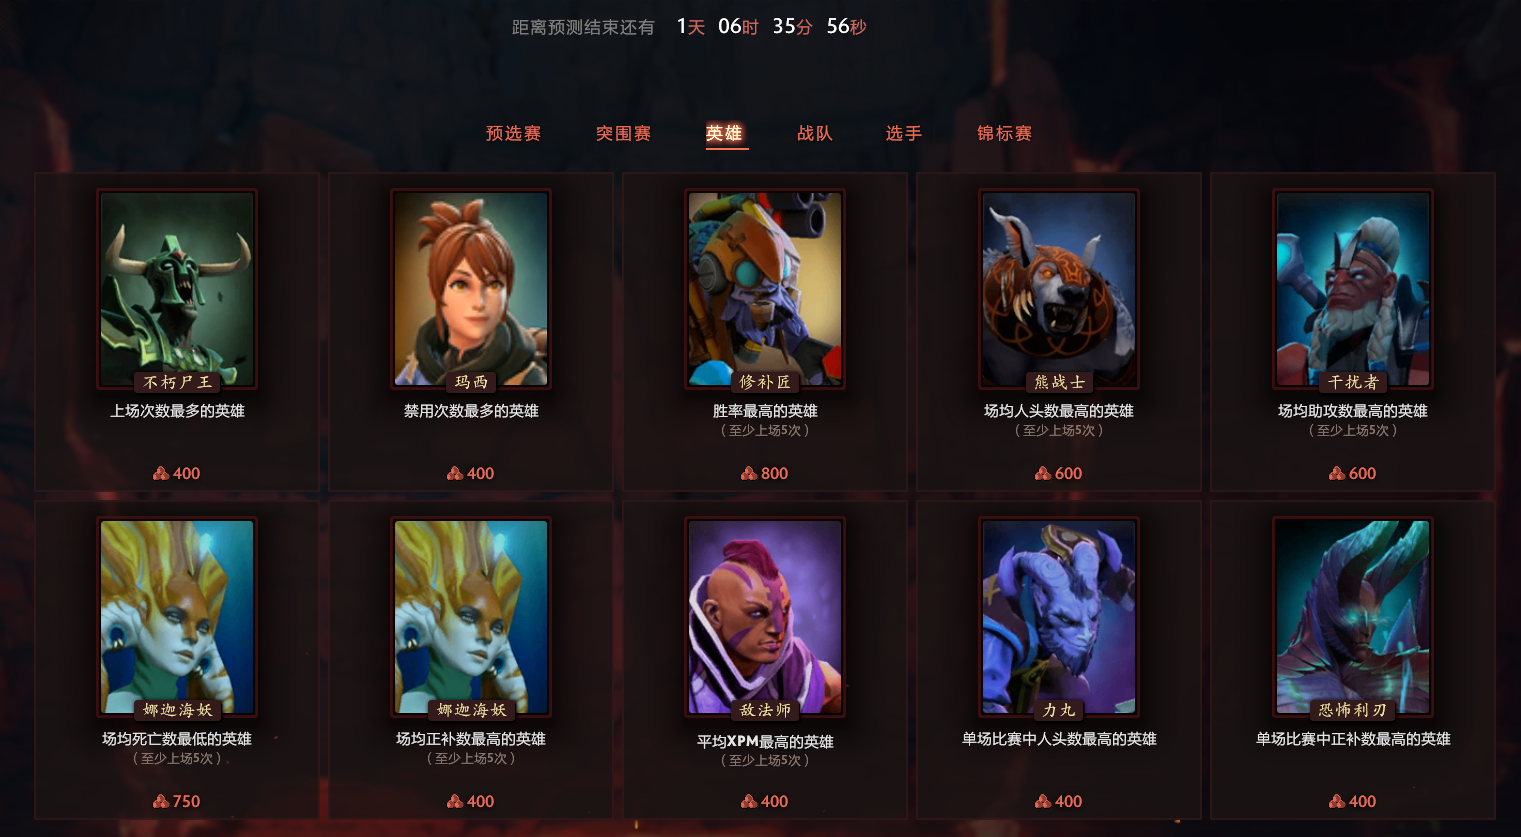 距离预测结束还有 1天 06时 35分 56秒
预选赛 突围赛 英雄 战队 选手 锦标赛
不朽尸王 玛西 修补匠 熊战士 干扰者
上场次数最多的英雄 禁用次数最多的英雄 胜率最高的英雄 场均人头数最高的英雄 场均助攻数最高的英雄
（至少上场5次） （至少上场5次） （至少上场5次）
400 400 800 600 600
娜迦海妖 娜迦海妖 敌法师 力丸 恐怖利刃
场均死亡数最低的英雄 场均正补数最高的英雄 平均XPM最高的英雄 单场比赛中人头数最高的英雄 单场比赛中正补数最高的英雄
（至少上场5次） （至少上场5次） （至少上场5次）
750 400 400 400 400